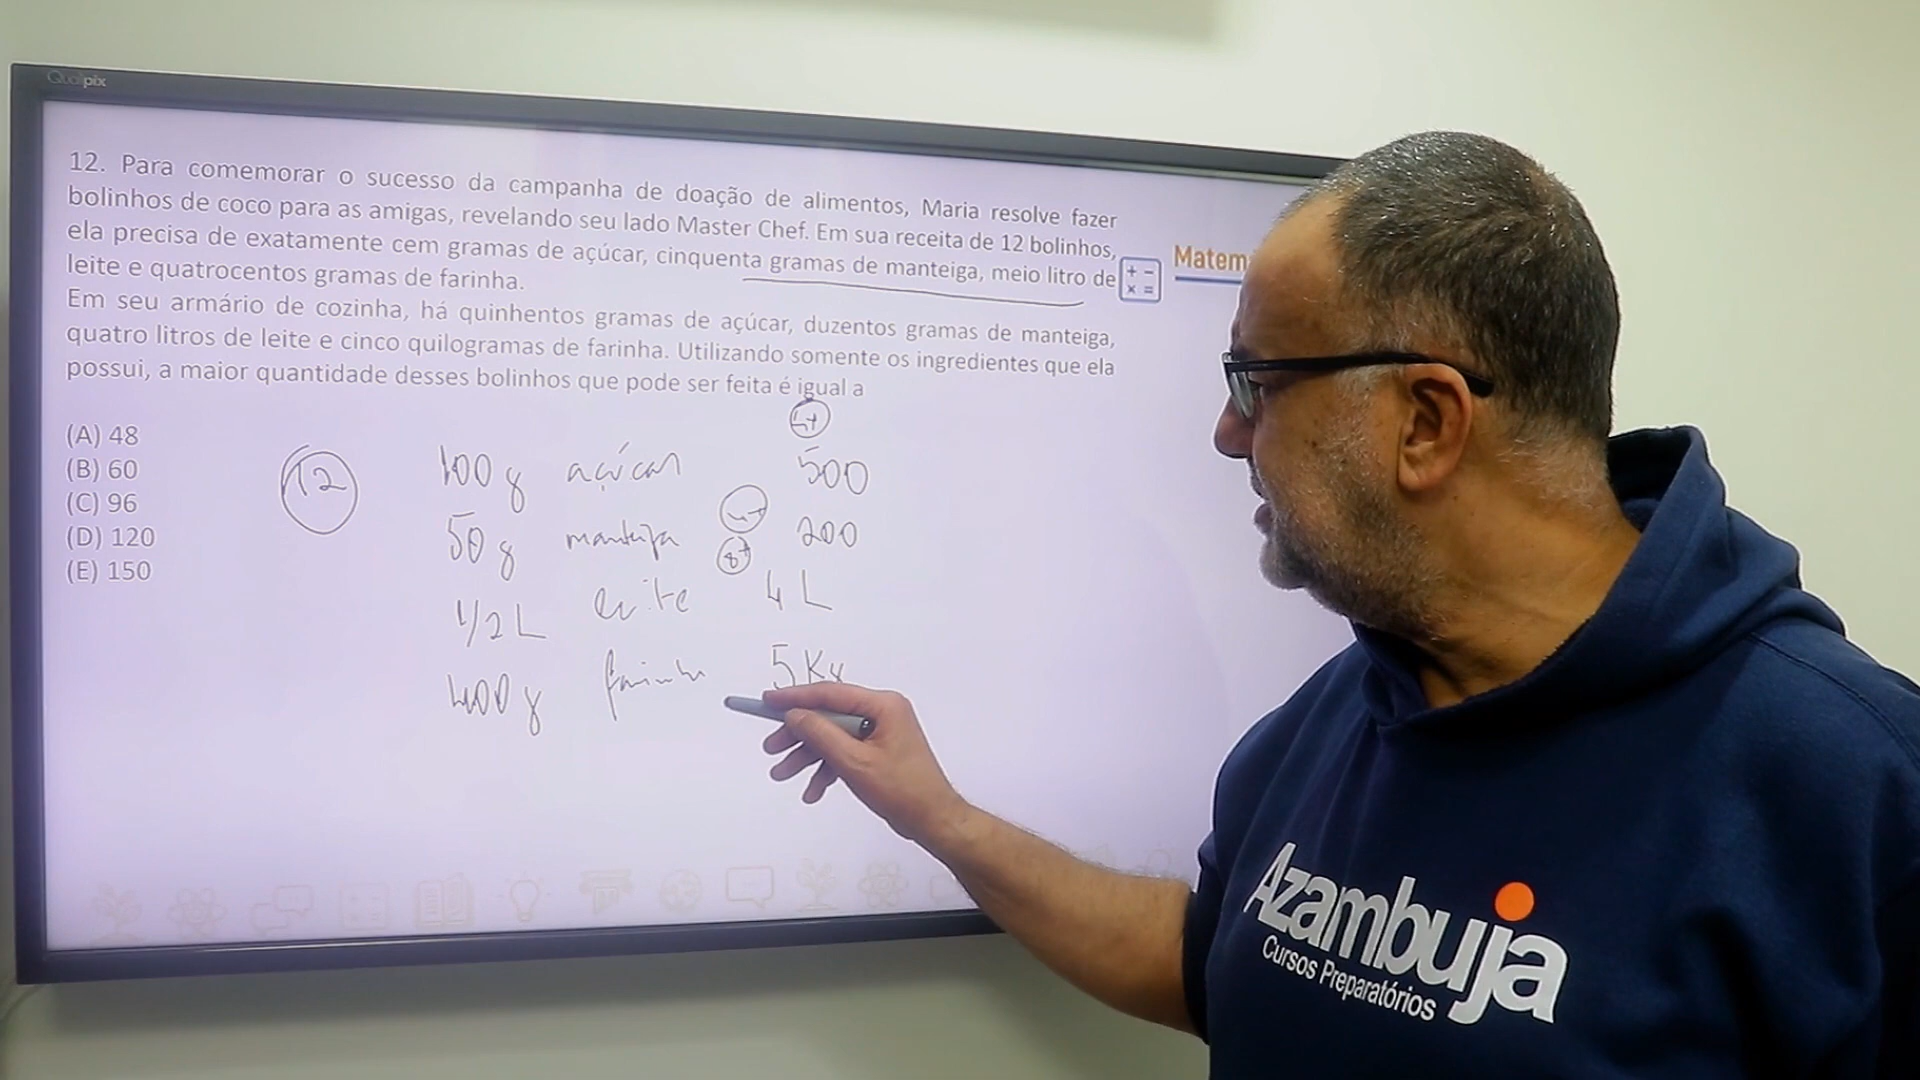 Qualipix
12. Para comemorar o sucesso da campanha de doação de alimentos, Maria resolve fazer
bolinhos de coco para as amigas, revelando seu lado Master Chef. Em sua receita de 12 bolinhos,
ela precisa de exatamente cem gramas de açúcar, cinquenta gramas de manteiga, meio litro de
leite e quatrocentos gramas de farinha.
Em seu armário de cozinha, há quinhentos gramas de açúcar, duzentos gramas de manteiga,
quatro litros de leite e cinco quilogramas de farinha. Utilizando somente os ingredientes que ela
possui, a maior quantidade desses bolinhos que pode ser feita é igual a
(A) 48
(B) 60
(C) 96
(D) 120
(E) 150
Matem
12
100 g açúcar 500
50 g manteiga 200
8+
1/2 L leite 4 L
400 g farinha 5 Kg
Azambuja
Cursos Preparatórios